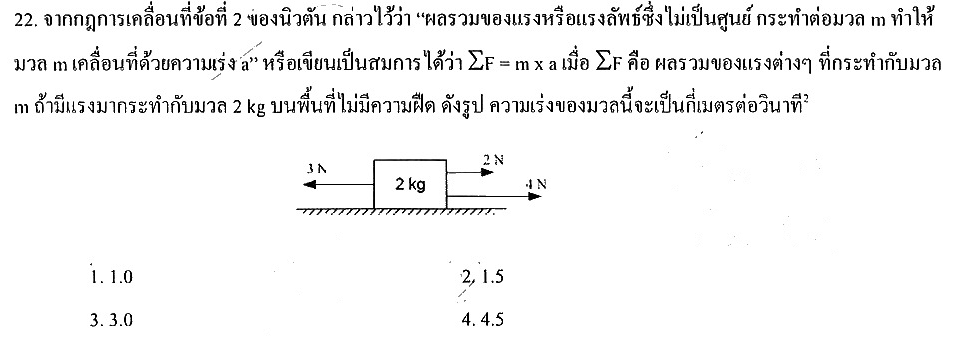 22. จากกฎการเคลื่อนที่ข้อที่ 2 ของนิวตัน กล่าวไว้ว่า “ผลรวมของแรงหรือแรงลัพธ์ซึ่งไม่เป็นศูนย์ กระทำต่อมวล m ทำให้
มวล m เคลื่อนที่ด้วยความเร่ง a” หรือเขียนเป็นสมการได้ว่า ∑F = m x a เมื่อ ∑F คือ ผลรวมของแรงต่างๆ ที่กระทำกับมวล
m ถ้ามีแรงมากระทำกับมวล 2 kg บนพื้นที่ไม่มีความฝืด ดังรูป ความเร่งของมวลนี้จะเป็นกี่เมตรต่อวินาที²
3 N
2 N
2 kg
4 N
1. 1.0
2. 1.5
3. 3.0
4. 4.5